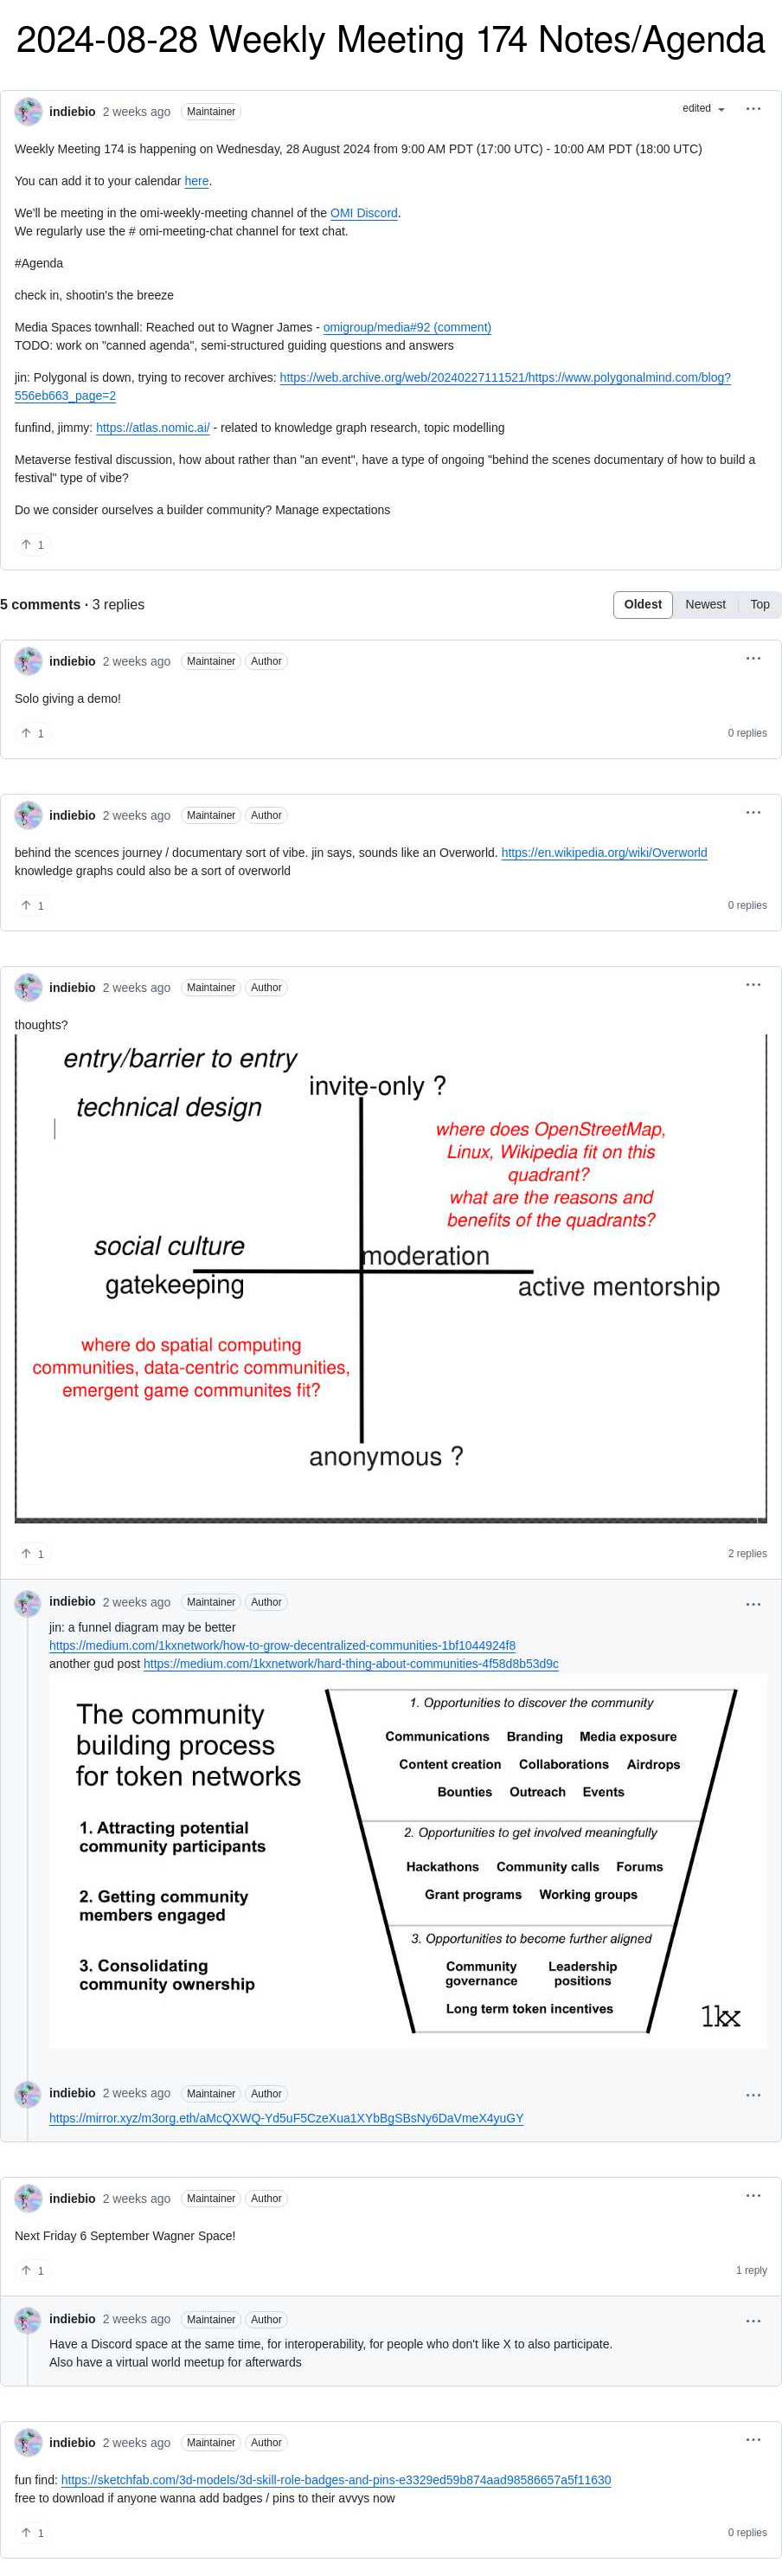 2024-08-28 Weekly Meeting 174 Notes/Agenda
indiebio 2 weeks ago Maintainer edited
Weekly Meeting 174 is happening on Wednesday, 28 August 2024 from 9:00 AM PDT (17:00 UTC) - 10:00 AM PDT (18:00 UTC)
You can add it to your calendar here.
We'll be meeting in the omi-weekly-meeting channel of the OMI Discord.
We regularly use the # omi-meeting-chat channel for text chat.
#Agenda
check in, shootin's the breeze
Media Spaces townhall: Reached out to Wagner James - omigroup/media#92 (comment)
TODO: work on "canned agenda", semi-structured guiding questions and answers
jin: Polygonal is down, trying to recover archives: https://web.archive.org/web/20240227111521/https://www.polygonalmind.com/blog?
556eb663_page=2
funfind, jimmy: https://atlas.nomic.ai/ - related to knowledge graph research, topic modelling
Metaverse festival discussion, how about rather than "an event", have a type of ongoing "behind the scenes documentary of how to build a
festival" type of vibe?
Do we consider ourselves a builder community? Manage expectations
1
5 comments · 3 replies
Oldest Newest Top
indiebio 2 weeks ago Maintainer Author
Solo giving a demo!
1 0 replies
indiebio 2 weeks ago Maintainer Author
behind the scences journey / documentary sort of vibe. jin says, sounds like an Overworld. https://en.wikipedia.org/wiki/Overworld
knowledge graphs could also be a sort of overworld
1 0 replies
indiebio 2 weeks ago Maintainer Author
thoughts?
entry/barrier to entry
technical design
invite-only ?
where does OpenStreetMap,
Linux, Wikipedia fit on this
quadrant?
what are the reasons and
benefits of the quadrants?
social culture
gatekeeping
moderation
active mentorship
where do spatial computing
communities, data-centric communities,
emergent game communites fit?
anonymous ?
1 2 replies
indiebio 2 weeks ago Maintainer Author
jin: a funnel diagram may be better
https://medium.com/1kxnetwork/how-to-grow-decentralized-communities-1bf1044924f8
another gud post https://medium.com/1kxnetwork/hard-thing-about-communities-4f58d8b53d9c
The community
building process
for token networks
1. Attracting potential
community participants
2. Getting community
members engaged
3. Consolidating
community ownership
1. Opportunities to discover the community
Communications Branding Media exposure
Content creation Collaborations Airdrops
Bounties Outreach Events
2. Opportunities to get involved meaningfully
Hackathons Community calls Forums
Grant programs Working groups
3. Opportunities to become further aligned
Community Leadership
governance positions
Long term token incentives
1kx
indiebio 2 weeks ago Maintainer Author
https://mirror.xyz/m3org.eth/aMcQXWQ-Yd5uF5CzeXua1XYbBgSBsNy6DaVmeX4yuGY
indiebio 2 weeks ago Maintainer Author
Next Friday 6 September Wagner Space!
1 1 reply
indiebio 2 weeks ago Maintainer Author
Have a Discord space at the same time, for interoperability, for people who don't like X to also participate.
Also have a virtual world meetup for afterwards
indiebio 2 weeks ago Maintainer Author
fun find: https://sketchfab.com/3d-models/3d-skill-role-badges-and-pins-e3329ed59b874aad98586657a5f11630
free to download if anyone wanna add badges / pins to their avvys now
1 0 replies